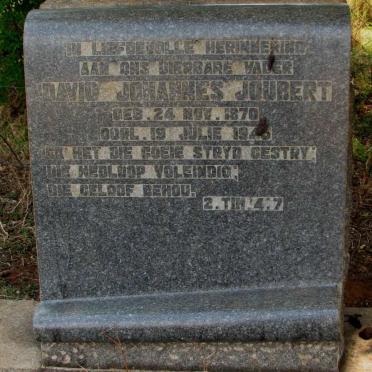 IN LIEFDEVOLLE HERINNERING
AAN ONS DIERBARE VADER
DAVID JOHANNES JOUBERT
GEB. 24 NOV. 1870
OORL. 19 JULIE
HET DIE GOEIE STRYD GESTRY,
DIE WEDLOOP VOLEINDIG,
DIE GELOOF BEHOU.
2. TIM. 4:7